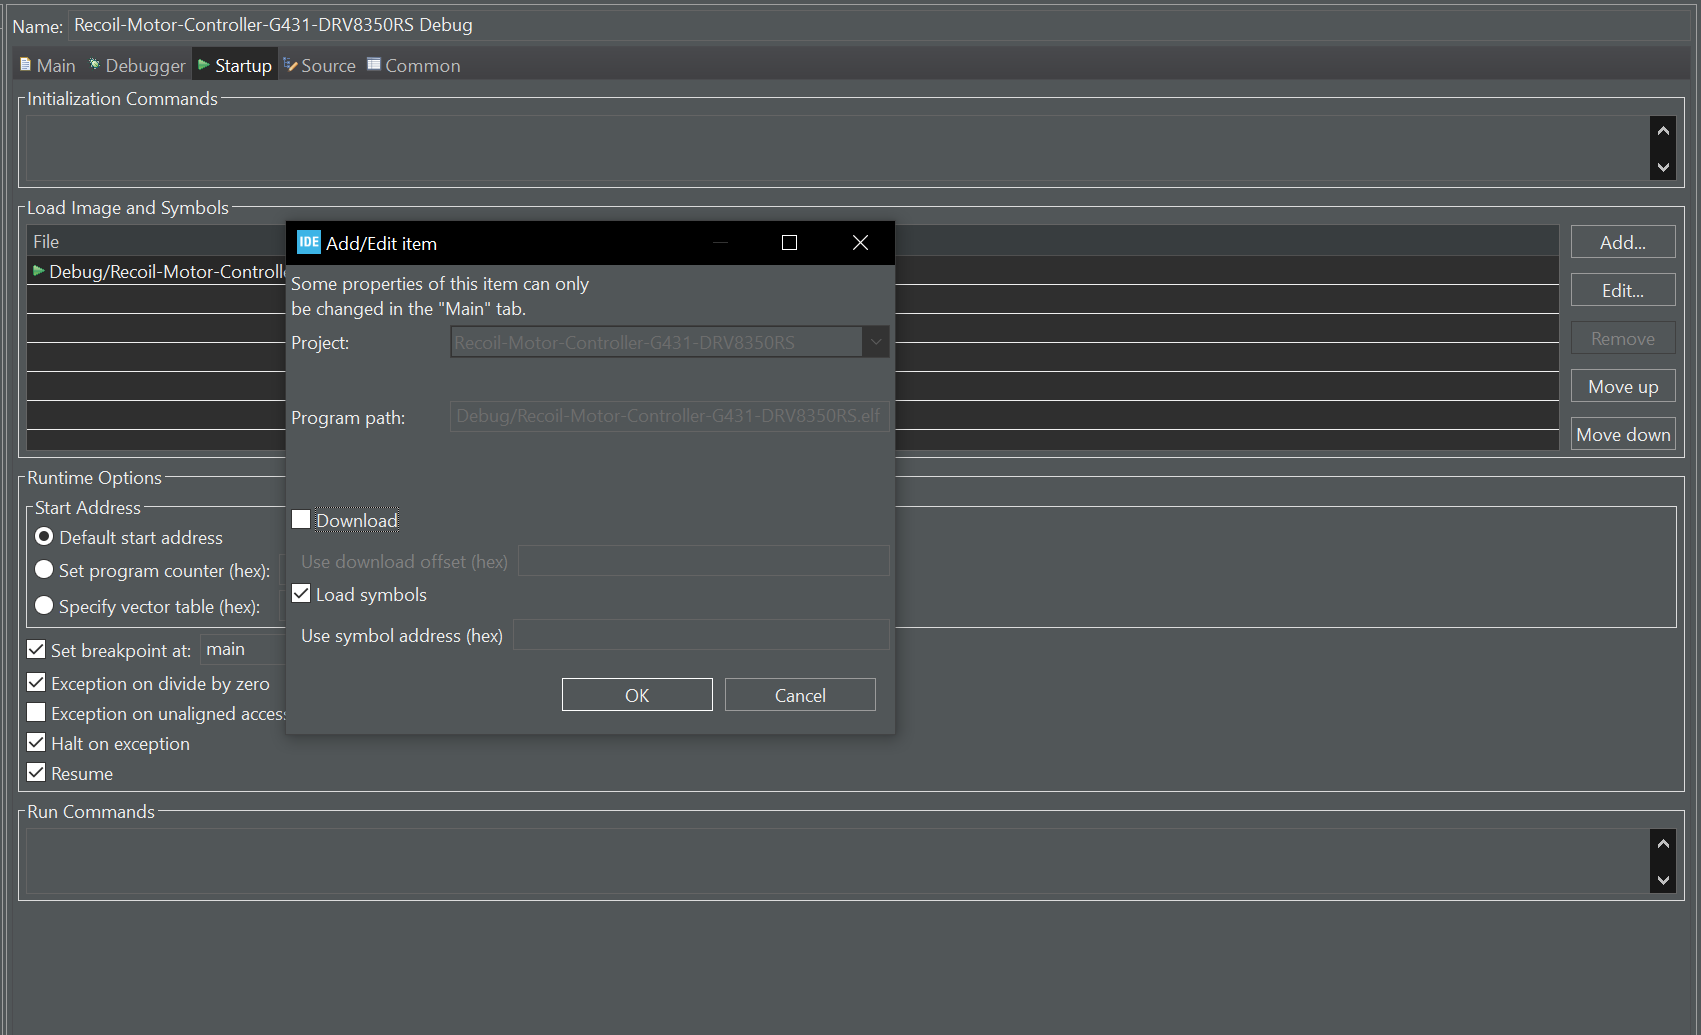 Name: Recoil-Motor-Controller-G431-DRV8350RS Debug
Main Debugger Startup Source Common
Initialization Commands
Load Image and Symbols
File
Debug/Recoil-Motor-Controlle
Add...
Edit...
Remove
Move up
Move down
IDE Add/Edit item
Some properties of this item can only
be changed in the "Main" tab.
Project: Recoil-Motor-Controller-G431-DRV8350RS
Program path: Debug/Recoil-Motor-Controller-G431-DRV8350RS.elf
Download
Use download offset (hex)
Load symbols
Use symbol address (hex)
OK Cancel
Runtime Options
Start Address
Default start address
Set program counter (hex):
Specify vector table (hex):
Set breakpoint at: main
Exception on divide by zero
Exception on unaligned access
Halt on exception
Resume
Run Commands